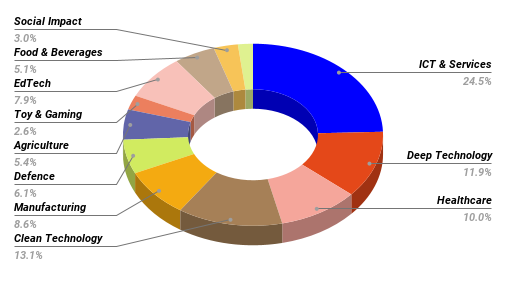 Social Impact
3.0%
Food & Beverages
5.1%
EdTech
7.9%
Toy & Gaming
2.6%
Agriculture
5.4%
Defence
6.1%
Manufacturing
8.6%
Clean Technology
13.1%
ICT & Services
24.5%
Deep Technology
11.9%
Healthcare
10.0%